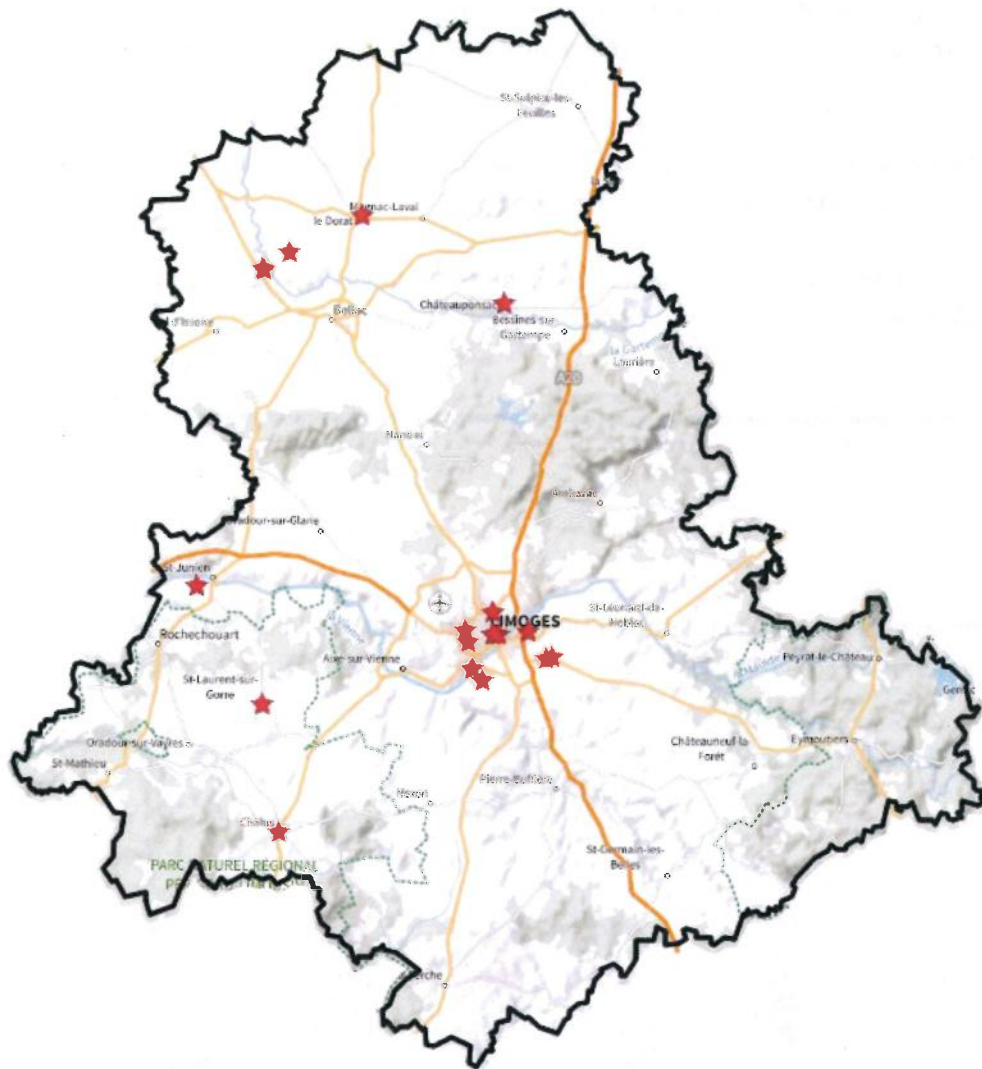 St-Sulpice-les-
Feuilles
Magnac-Laval
le Dorat
Châteauponsac
Bellac
Bessines-sur-
Gartempe
la Gartempe
Laurière
A20
Nantiat
Ambazac
Oradour-sur-Glane
St-Junien
LIMOGES
St-Léonard-de-
Noblat
Rochechouart
Aixe-sur-Vienne
Peyrat-le-Château
St-Laurent-sur-
Gorre
Oradour-sur-Vayres
Châteauneuf-la
Forêt
Eymoutiers
St-Mathieu
Nexon
Pierre-Buffière
Châlus
St-Germain-les-
Belles
PARC NATUREL RÉGIONAL